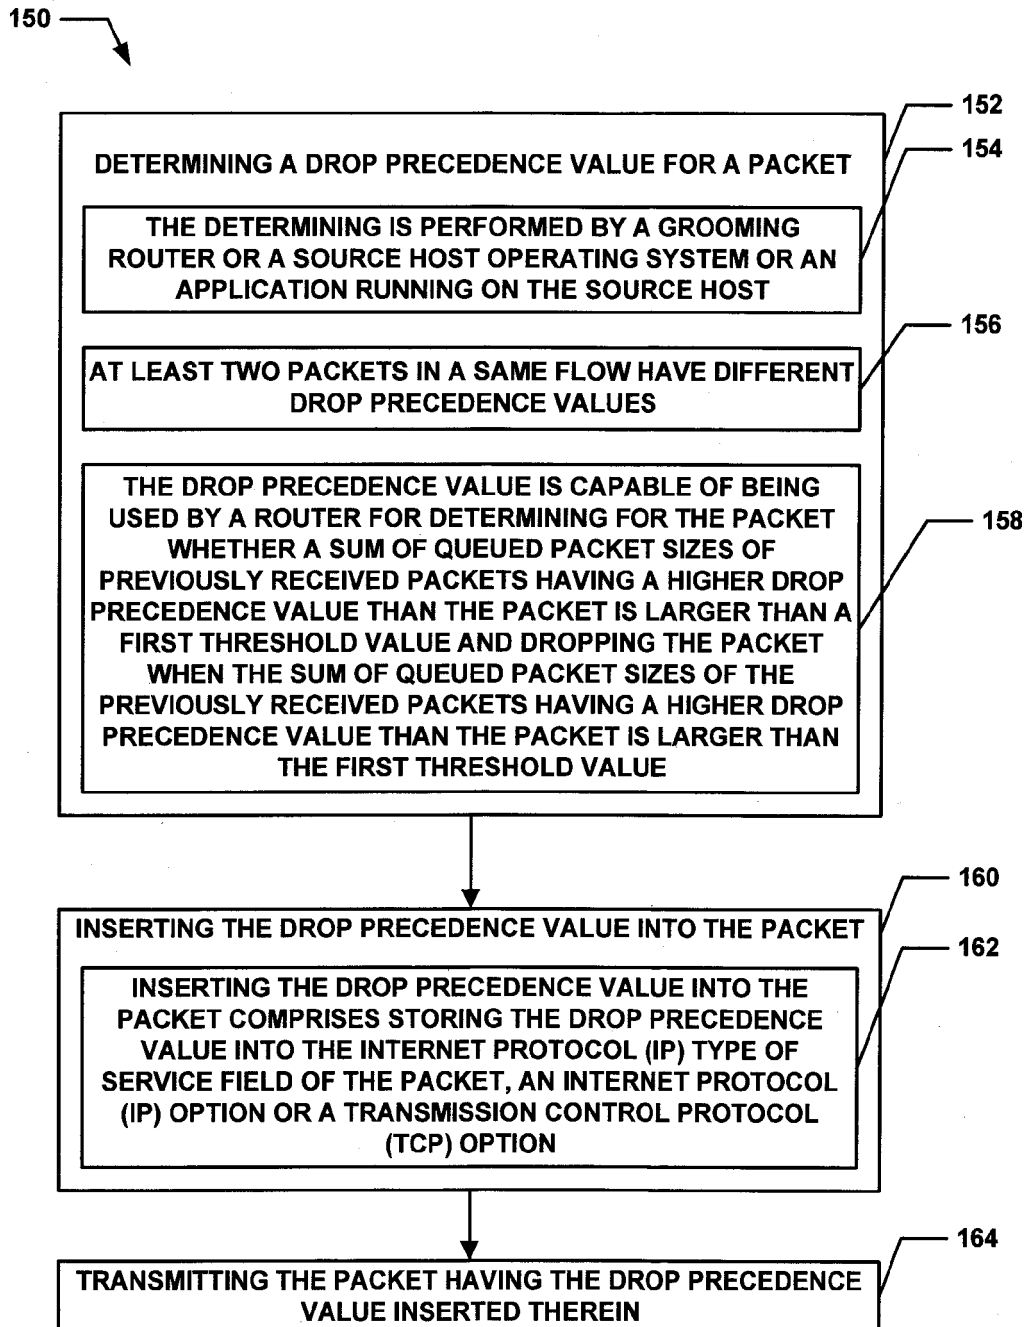 150
152
DETERMINING A DROP PRECEDENCE VALUE FOR A PACKET
154
THE DETERMINING IS PERFORMED BY A GROOMING
ROUTER OR A SOURCE HOST OPERATING SYSTEM OR AN
APPLICATION RUNNING ON THE SOURCE HOST
156
AT LEAST TWO PACKETS IN A SAME FLOW HAVE DIFFERENT
DROP PRECEDENCE VALUES
158
THE DROP PRECEDENCE VALUE IS CAPABLE OF BEING
USED BY A ROUTER FOR DETERMINING FOR THE PACKET
WHETHER A SUM OF QUEUED PACKET SIZES OF
PREVIOUSLY RECEIVED PACKETS HAVING A HIGHER DROP
PRECEDENCE VALUE THAN THE PACKET IS LARGER THAN A
FIRST THRESHOLD VALUE AND DROPPING THE PACKET
WHEN THE SUM OF QUEUED PACKET SIZES OF THE
PREVIOUSLY RECEIVED PACKETS HAVING A HIGHER DROP
PRECEDENCE VALUE THAN THE PACKET IS LARGER THAN
THE FIRST THRESHOLD VALUE
160
INSERTING THE DROP PRECEDENCE VALUE INTO THE PACKET
162
INSERTING THE DROP PRECEDENCE VALUE INTO THE
PACKET COMPRISES STORING THE DROP PRECEDENCE
VALUE INTO THE INTERNET PROTOCOL (IP) TYPE OF
SERVICE FIELD OF THE PACKET, AN INTERNET PROTOCOL
(IP) OPTION OR A TRANSMISSION CONTROL PROTOCOL
(TCP) OPTION
164
TRANSMITTING THE PACKET HAVING THE DROP PRECEDENCE
VALUE INSERTED THEREIN